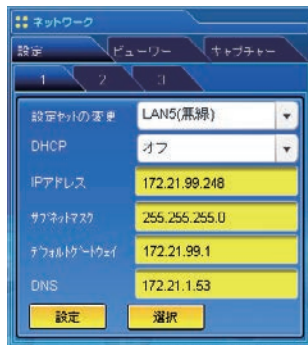 ネットワーク
設定 ビューワー キャプチャー
1 2 3
設定セットの変更 LAN5(無線)
DHCP オフ
IPアドレス 172.21.99.248
サブネットマスク 255.255.255.0
デフォルトゲートウェイ 172.21.99.1
DNS 172.21.1.53
設定 選択